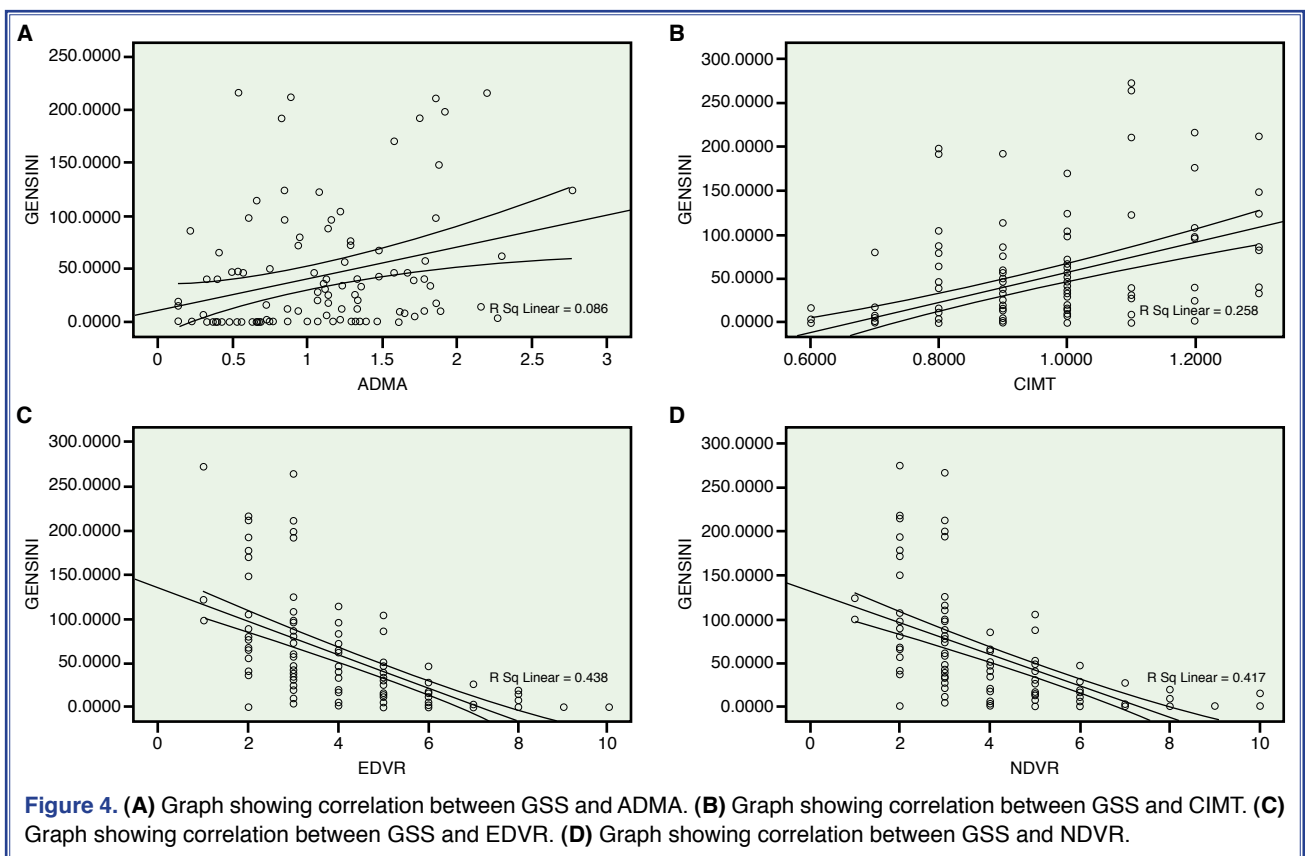 A
250.0000
200.0000
150.0000
100.0000
50.0000
0.0000
GENSINI
R Sq Linear = 0.086
0 0.5 1 1.5 2 2.5 3
ADMA
B
300.0000
250.0000
200.0000
150.0000
100.0000
50.0000
0.0000
GENSINI
R Sq Linear = 0.258
0.6000 0.8000 1.0000 1.2000
CIMT
C
300.0000
250.0000
200.0000
150.0000
100.0000
50.0000
0.0000
GENSINI
R Sq Linear = 0.438
0 2 4 6 8 10
EDVR
D
300.0000
250.0000
200.0000
150.0000
100.0000
50.0000
0.0000
GENSINI
R Sq Linear = 0.417
0 2 4 6 8 10
NDVR
Figure 4. (A) Graph showing correlation between GSS and ADMA. (B) Graph showing correlation between GSS and CIMT. (C)
Graph showing correlation between GSS and EDVR. (D) Graph showing correlation between GSS and NDVR.